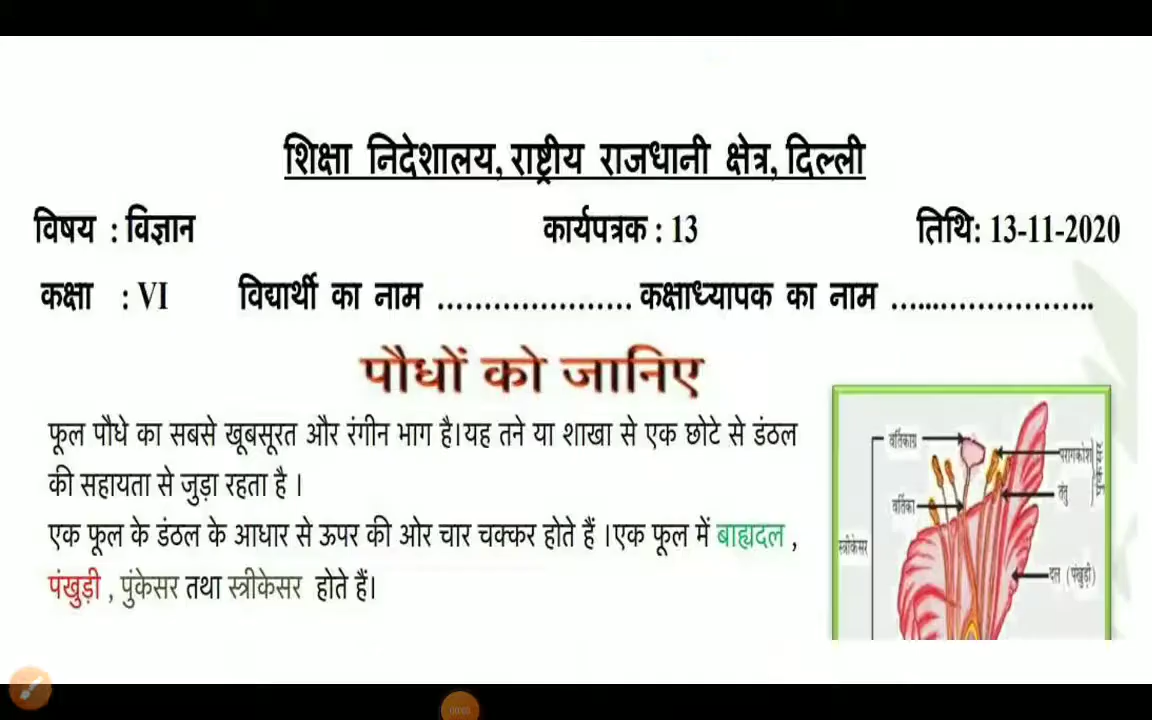 शिक्षा निदेशालय, राष्ट्रीय राजधानी क्षेत्र, दिल्ली
विषय : विज्ञान कार्यपत्रक : 13 तिथि: 13-11-2020
कक्षा : VI विद्यार्थी का नाम ..................... कक्षाध्यापक का नाम ......................
पौधों को जानिए
फूल पौधे का सबसे खूबसूरत और रंगीन भाग है।यह तने या शाखा से एक छोटे से डंठल
की सहायता से जुड़ा रहता है ।
एक फूल के डंठल के आधार से ऊपर की ओर चार चक्कर होते हैं ।एक फूल में बाह्यदल ,
पंखुड़ी , पुंकेसर तथा स्त्रीकेसर होते हैं।
वर्तिकाग्र
परागकोश
पुंकेसर
तंतु
वर्तिका
स्त्रीकेसर
दल (पंखुड़ी)